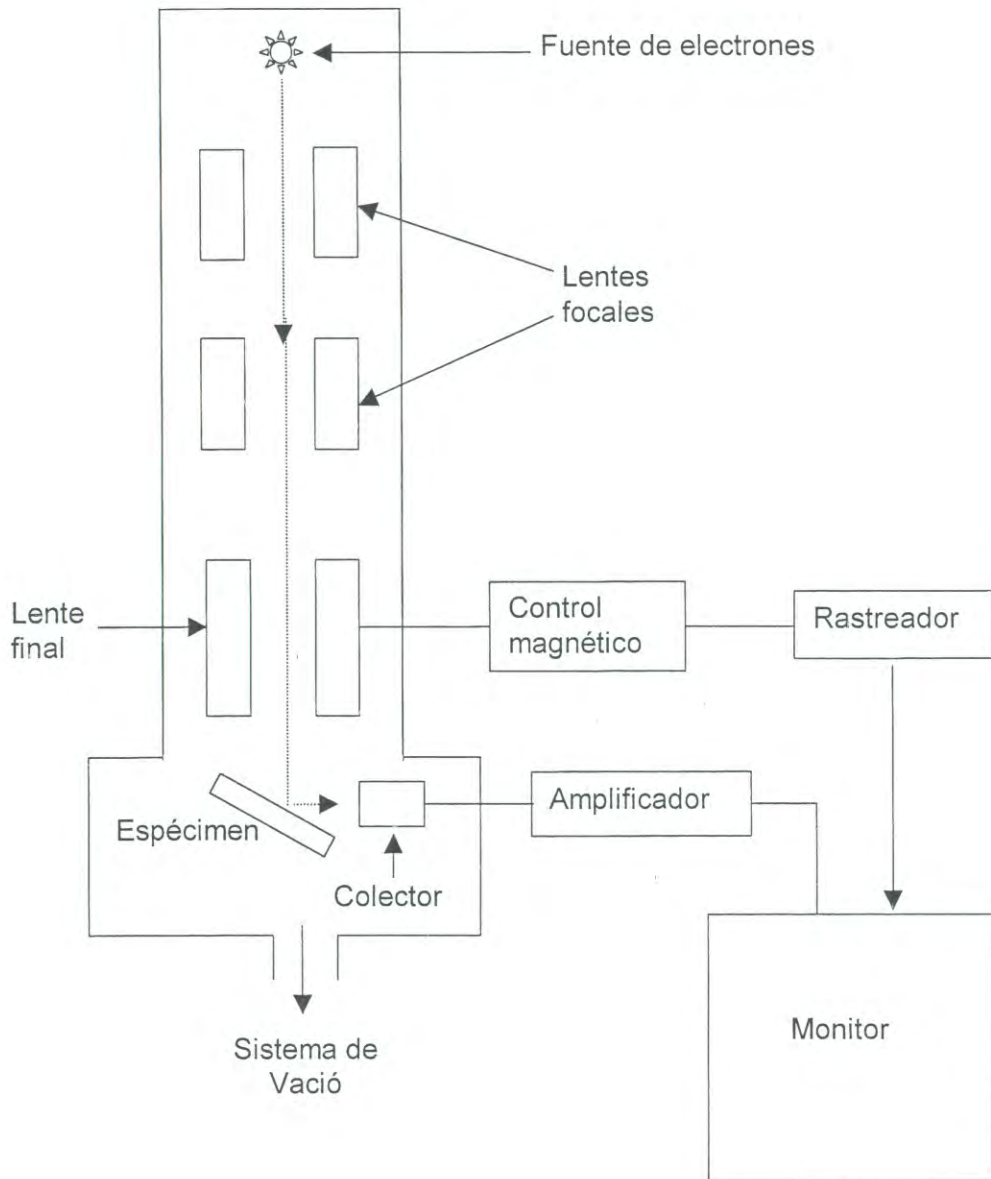 Fuente de electrones
Lentes
focales
Lente
final
Control
magnético
Rastreador
Espécimen
Amplificador
Colector
Monitor
Sistema de
Vació